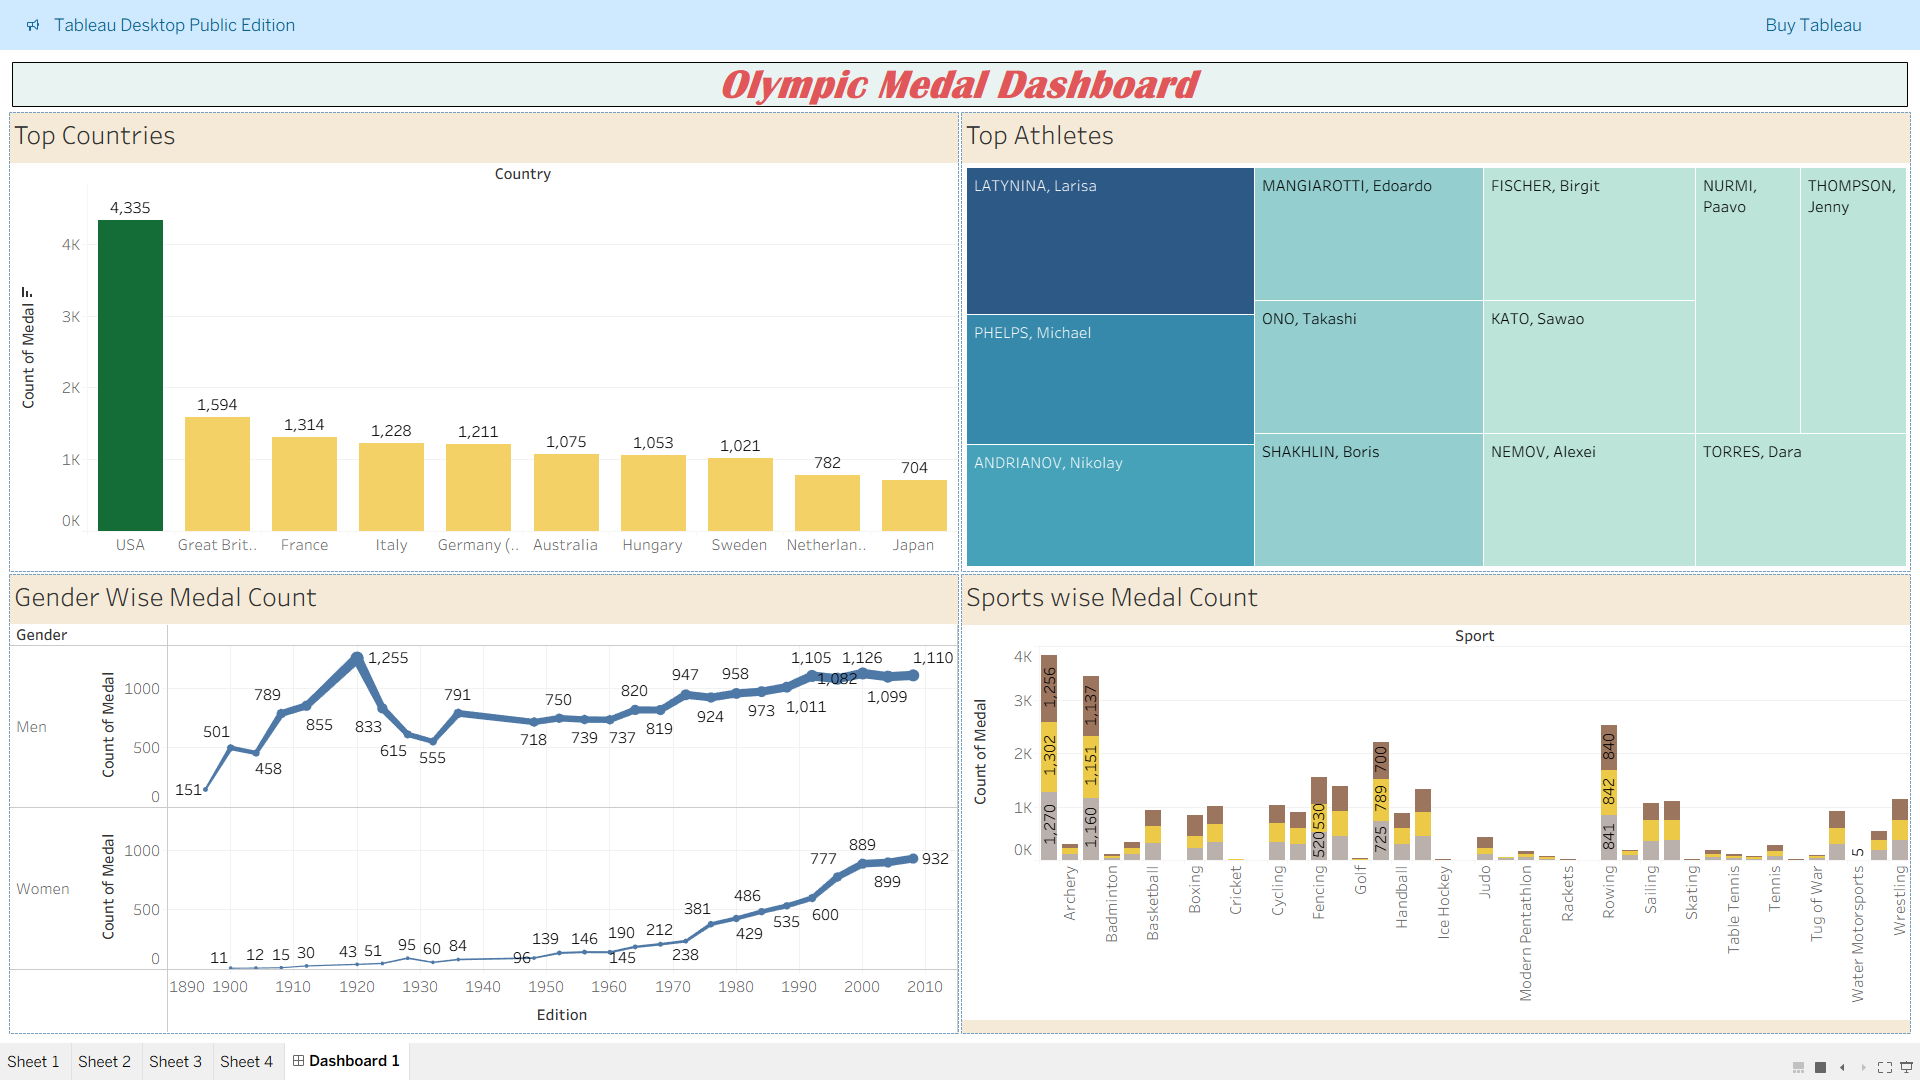 Tableau Desktop Public Edition
Buy Tableau
Olympic Medal Dashboard
Top Countries
Country
Count of Medal
4K
3K
2K
1K
0K
4,335
1,594
1,314
1,228
1,211
1,075
1,053
1,021
782
704
USA
Great Brit..
France
Italy
Germany (..
Australia
Hungary
Sweden
Netherlan..
Japan
Top Athletes
LATYNINA, Larisa
PHELPS, Michael
ANDRIANOV, Nikolay
MANGIAROTTI, Edoardo
ONO, Takashi
SHAKHLIN, Boris
FISCHER, Birgit
KATO, Sawao
NEMOV, Alexei
NURMI,
Paavo
THOMPSON,
Jenny
TORRES, Dara
Gender Wise Medal Count
Gender
Men
Count of Medal
1000
500
0
151
501
458
789
855
1,255
833
615
555
791
718
750
739
737
820
819
947
924
958
973
1,011
1,105
1,082
1,126
1,099
1,110
Women
Count of Medal
1000
500
0
11
12
15
30
43
51
95
60
84
96
139
146
145
190
212
238
381
429
486
535
600
777
889
899
932
1890
1900
1910
1920
1930
1940
1950
1960
1970
1980
1990
2000
2010
Edition
Sports wise Medal Count
Sport
Count of Medal
4K
3K
2K
1K
0K
1,256
1,302
1,270
1,137
1,151
1,160
530
520
700
789
725
840
842
841
5
Archery
Badminton
Basketball
Boxing
Cricket
Cycling
Fencing
Golf
Handball
Ice Hockey
Judo
Modern Pentathlon
Rackets
Rowing
Sailing
Skating
Table Tennis
Tennis
Tug of War
Water Motorsports
Wrestling
Sheet 1
Sheet 2
Sheet 3
Sheet 4
Dashboard 1